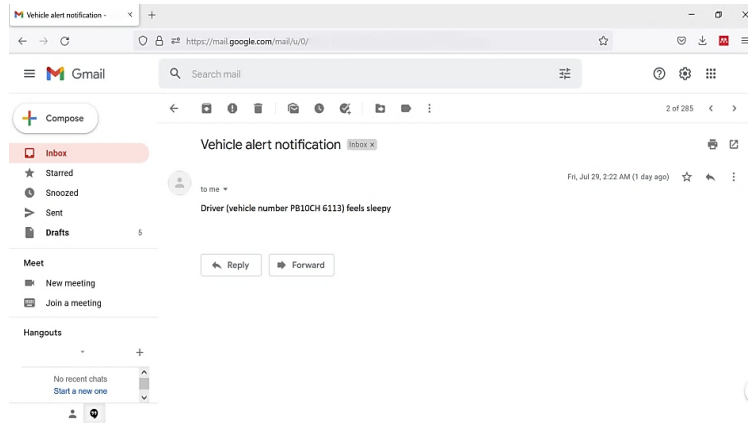 Vehicle alert notification -
https://mail.google.com/mail/u/0/
Gmail
Search mail
Compose
2 of 285
Vehicle alert notification Inbox x
Inbox
Starred
Snoozed
Sent
Drafts 5
Fri, Jul 29, 2:22 AM (1 day ago)
to me
Driver (vehicle number PB10CH 6113) feels sleepy
Reply
Forward
Meet
New meeting
Join a meeting
Hangouts
No recent chats
Start a new one